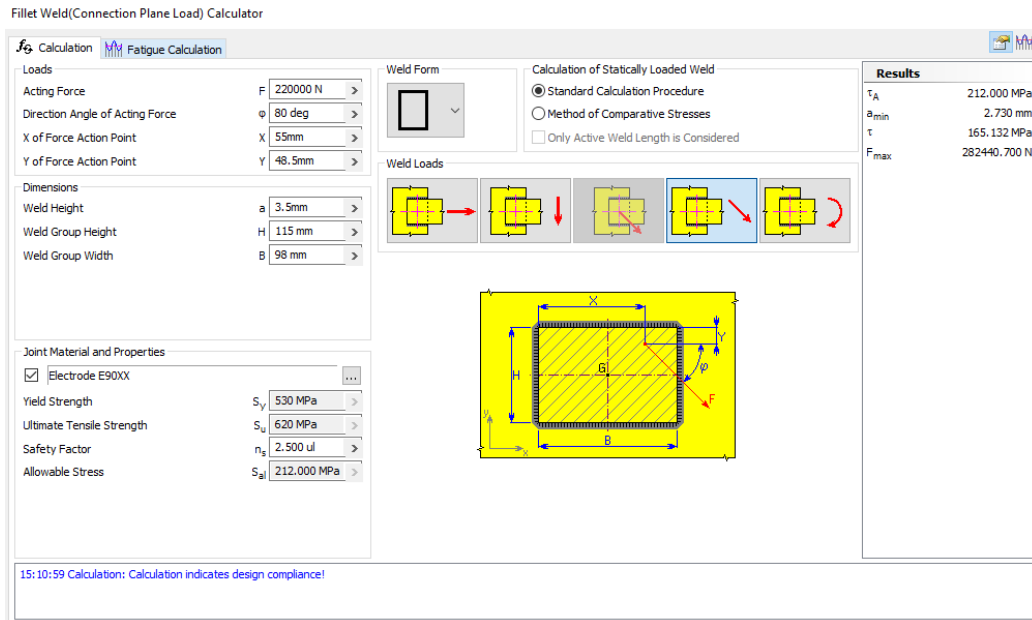 Fillet Weld(Connection Plane Load) Calculator
fG Calculation
Fatigue Calculation
Loads
Acting Force F 220000 N >
Direction Angle of Acting Force φ 80 deg >
X of Force Action Point X 55mm >
Y of Force Action Point Y 48.5mm >
Dimensions
Weld Height a 3.5mm >
Weld Group Height H 115 mm >
Weld Group Width B 98 mm >
Joint Material and Properties
Electrode E90XX ...
Yield Strength Sy 530 MPa >
Ultimate Tensile Strength Su 620 MPa >
Safety Factor ns 2.500 ul >
Allowable Stress Sal 212.000 MPa >
Weld Form
Calculation of Statically Loaded Weld
Standard Calculation Procedure
Method of Comparative Stresses
Only Active Weld Length is Considered
Weld Loads
X
Y
H
G
φ
F
B
y
x
Results
τA 212.000 MPa
amin 2.730 mm
τ 165.132 MPa
Fmax 282440.700 N
15:10:59 Calculation: Calculation indicates design compliance!